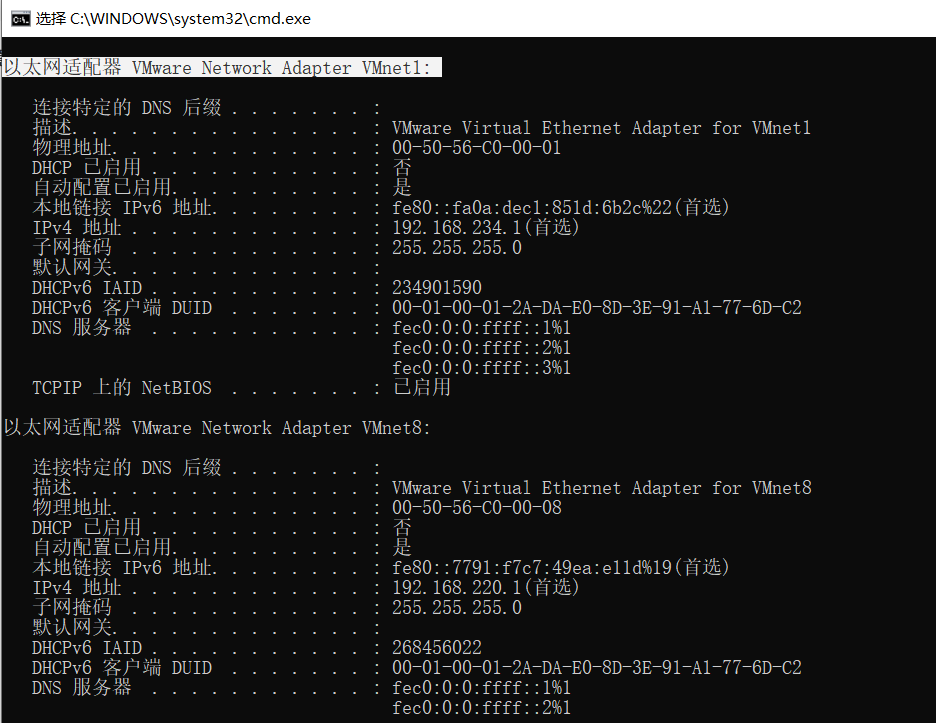 选择 C:\WINDOWS\system32\cmd.exe
以太网适配器 VMware Network Adapter VMnet1:
连接特定的 DNS 后缀 . . . . . . . :
描述. . . . . . . . . . . . . . . : VMware Virtual Ethernet Adapter for VMnet1
物理地址. . . . . . . . . . . . . : 00-50-56-C0-00-01
DHCP 已启用 . . . . . . . . . . . : 否
自动配置已启用. . . . . . . . . . : 是
本地链接 IPv6 地址. . . . . . . . : fe80::fa0a:dec1:851d:6b2c%22(首选)
IPv4 地址 . . . . . . . . . . . . : 192.168.234.1(首选)
子网掩码  . . . . . . . . . . . . : 255.255.255.0
默认网关. . . . . . . . . . . . . :
DHCPv6 IAID . . . . . . . . . . . : 234901590
DHCPv6 客户端 DUID  . . . . . . . : 00-01-00-01-2A-DA-E0-8D-3E-91-A1-77-6D-C2
DNS 服务器  . . . . . . . . . . . : fec0:0:0:ffff::1%1
fec0:0:0:ffff::2%1
fec0:0:0:ffff::3%1
TCPIP 上的 NetBIOS  . . . . . . . : 已启用
以太网适配器 VMware Network Adapter VMnet8:
连接特定的 DNS 后缀 . . . . . . . :
描述. . . . . . . . . . . . . . . : VMware Virtual Ethernet Adapter for VMnet8
物理地址. . . . . . . . . . . . . : 00-50-56-C0-00-08
DHCP 已启用 . . . . . . . . . . . : 否
自动配置已启用. . . . . . . . . . : 是
本地链接 IPv6 地址. . . . . . . . : fe80::7791:f7c7:49ea:e11d%19(首选)
IPv4 地址 . . . . . . . . . . . . : 192.168.220.1(首选)
子网掩码  . . . . . . . . . . . . : 255.255.255.0
默认网关. . . . . . . . . . . . . :
DHCPv6 IAID . . . . . . . . . . . : 268456022
DHCPv6 客户端 DUID  . . . . . . . : 00-01-00-01-2A-DA-E0-8D-3E-91-A1-77-6D-C2
DNS 服务器  . . . . . . . . . . . : fec0:0:0:ffff::1%1
fec0:0:0:ffff::2%1